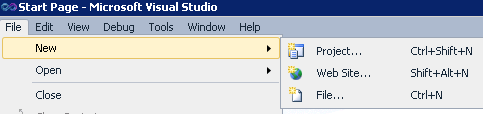 Start Page - Microsoft Visual Studio
File Edit View Debug Tools Window Help
New
Project... Ctrl+Shift+N
Open
Web Site... Shift+Alt+N
Close
File... Ctrl+N